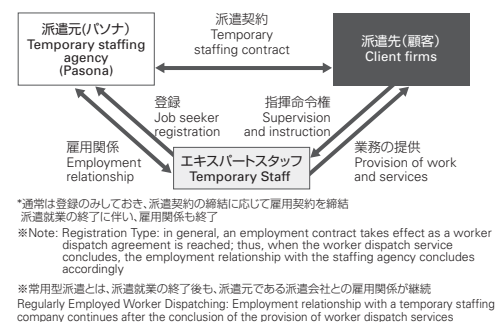 派遣元(パソナ)
Temporary staffing
agency
(Pasona)
派遣契約
Temporary
staffing contract
派遣先(顧客)
Client firms
登録
Job seeker
registration
指揮命令権
Supervision
and instruction
雇用関係
Employment
relationship
エキスパートスタッフ
Temporary Staff
業務の提供
Provision of work
and services
*通常は登録のみしておき、派遣契約の締結に応じて雇用契約を締結
派遣就業の終了に伴い、雇用関係も終了
※Note: Registration Type: in general, an employment contract takes effect as a worker
dispatch agreement is reached; thus, when the worker dispatch service
concludes, the employment relationship with the staffing agency concludes
accordingly
※常用型派遣とは、派遣就業の終了後も、派遣元である派遣会社との雇用関係が継続
Regularly Employed Worker Dispatching: Employment relationship with a temporary staffing
company continues after the conclusion of the provision of worker dispatch services